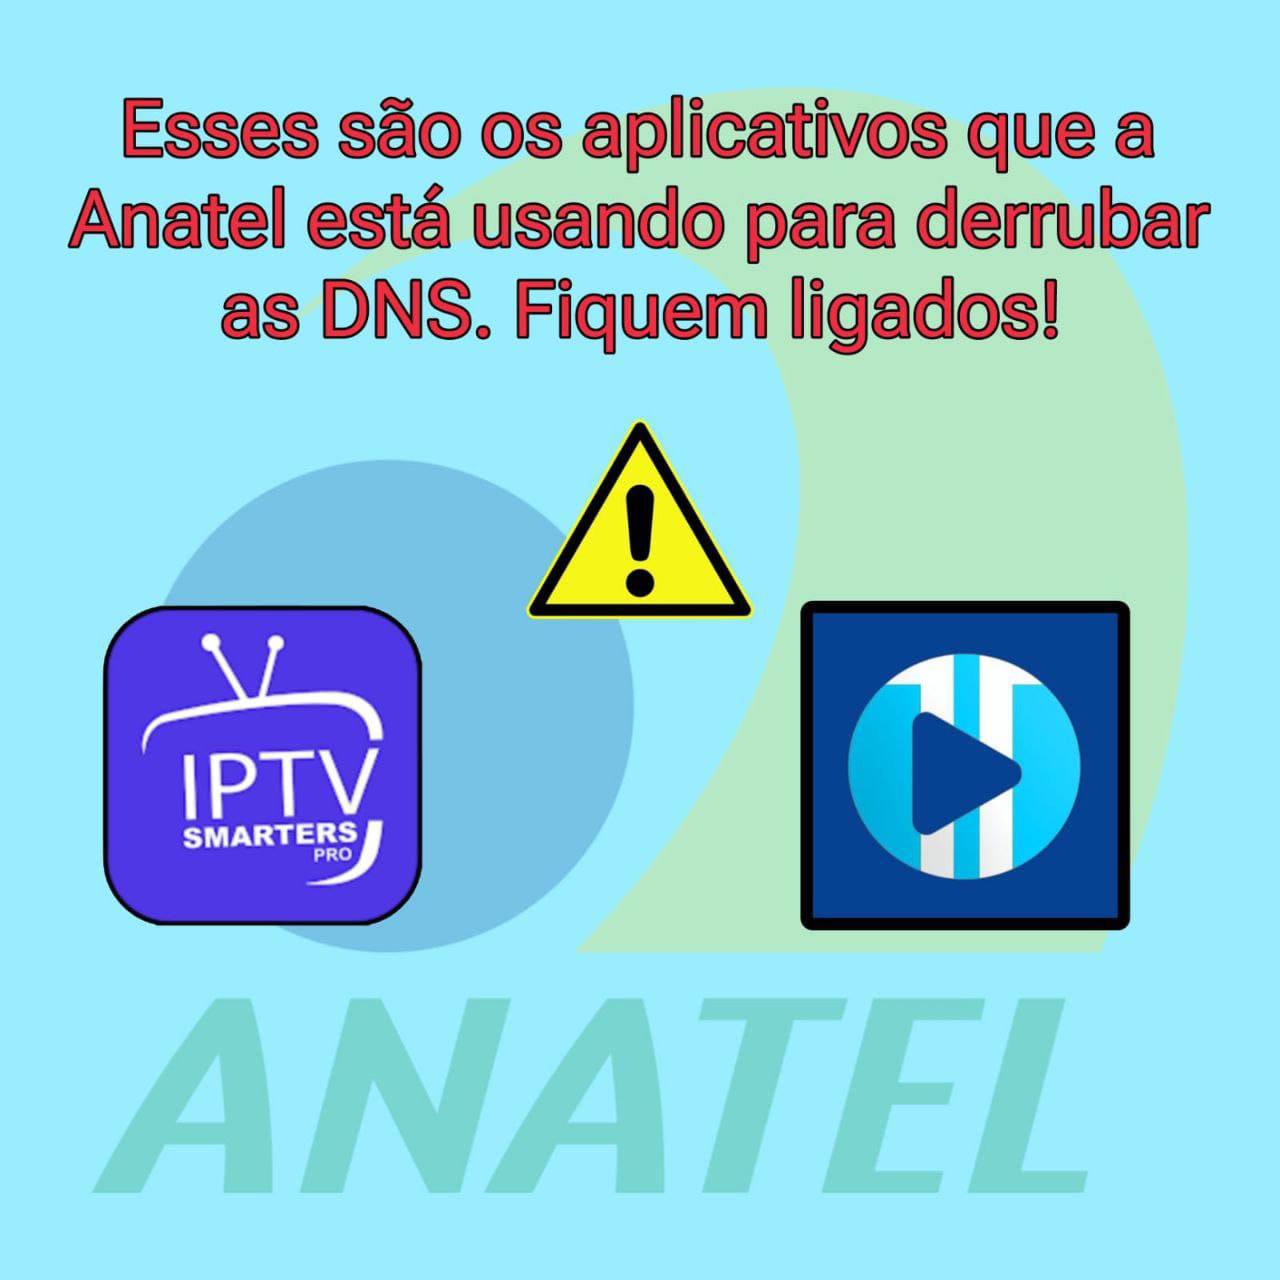 Esses são os aplicativos que a
Anatel está usando para derrubar
as DNS. Fiquem ligados!
IPTV
SMARTERS
PRO
ANATEL